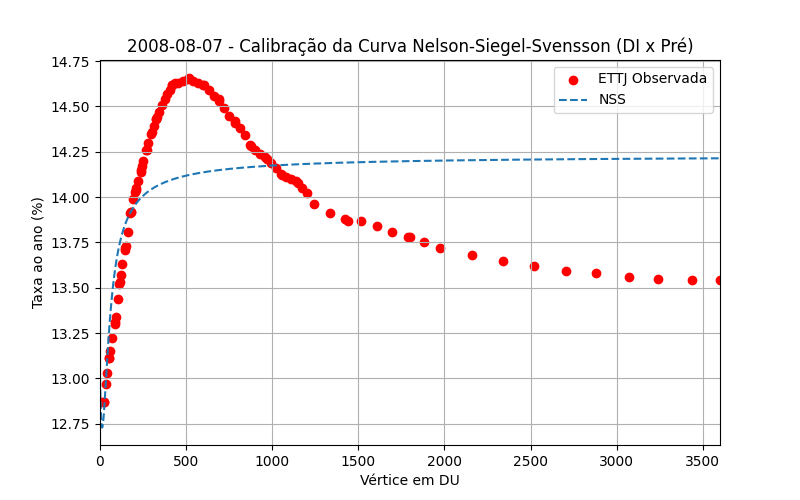 2008-08-07 - Calibração da Curva Nelson-Siegel-Svensson (DI x Pré)
14.75
14.50
14.25
14.00
13.75
13.50
13.25
13.00
12.75
Taxa ao ano (%)
ETTJ Observada
NSS
0 500 1000 1500 2000 2500 3000 3500
Vértice em DU